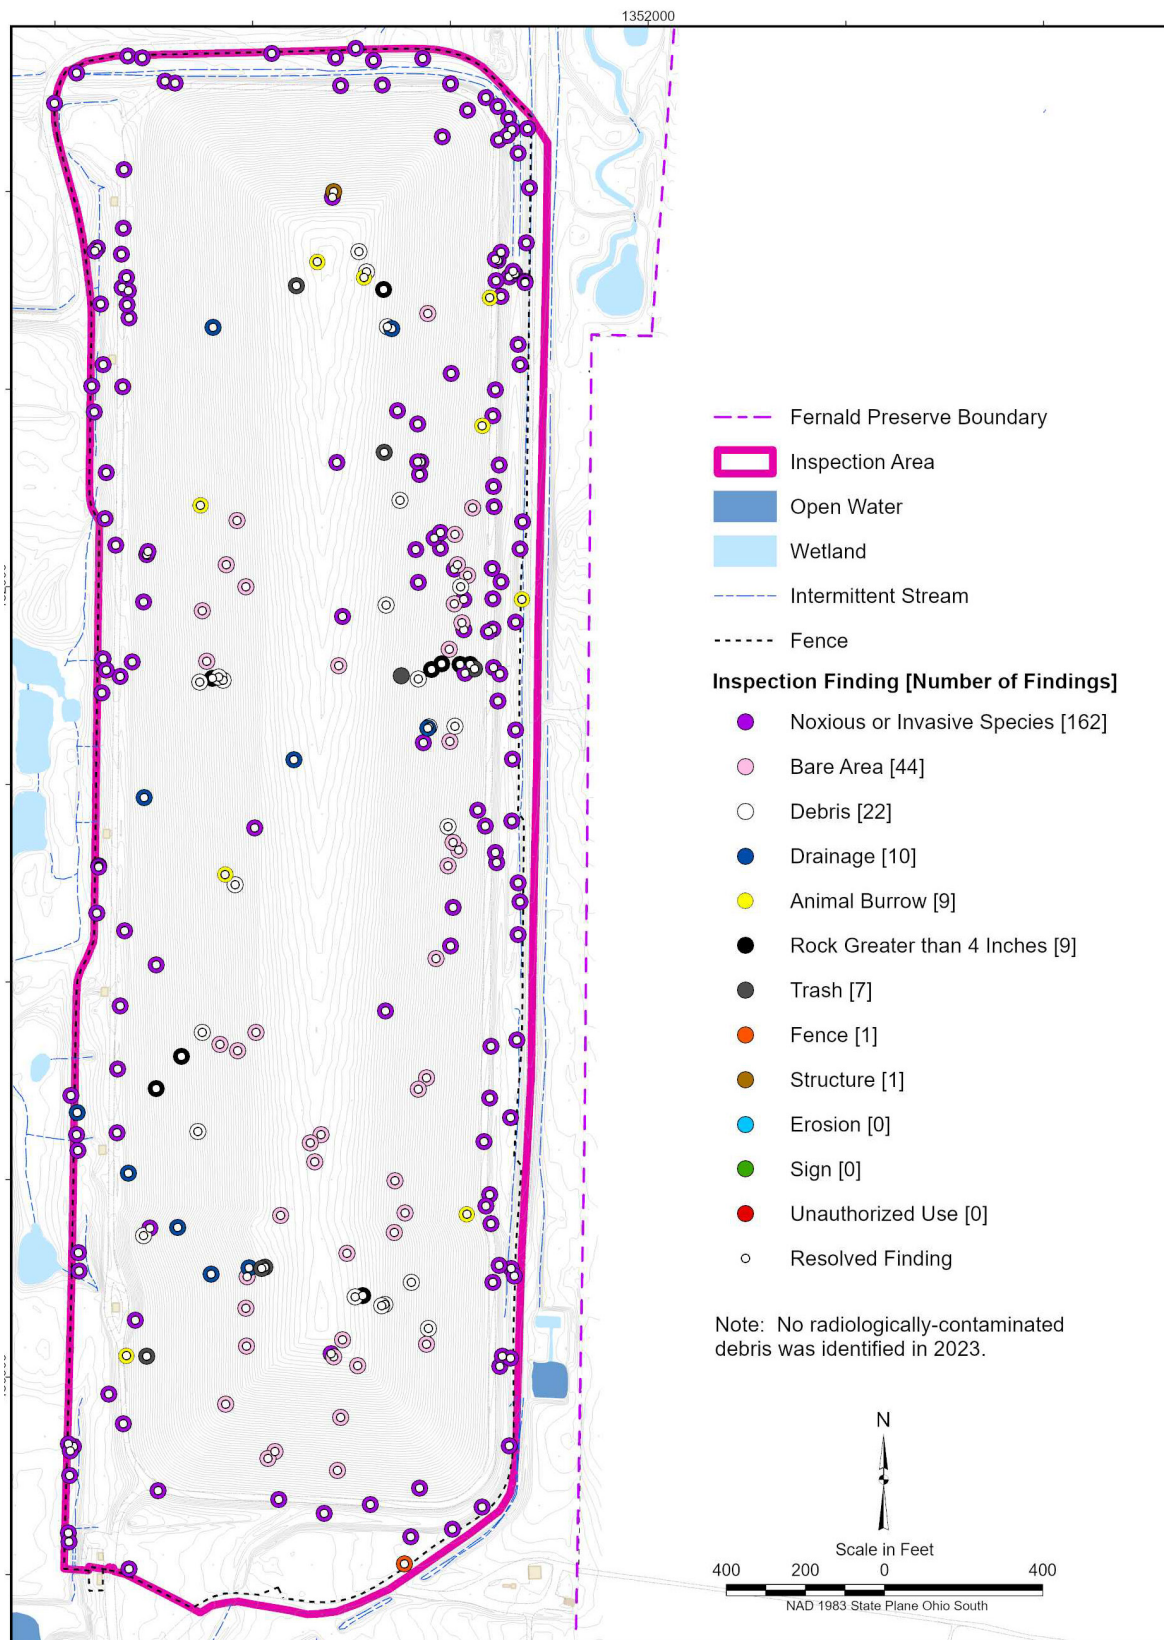 1352000
Fernald Preserve Boundary
Inspection Area
Open Water
Wetland
Intermittent Stream
Fence
Inspection Finding [Number of Findings]
Noxious or Invasive Species [162]
Bare Area [44]
Debris [22]
Drainage [10]
Animal Burrow [9]
Rock Greater than 4 Inches [9]
Trash [7]
Fence [1]
Structure [1]
Erosion [0]
Sign [0]
Unauthorized Use [0]
Resolved Finding
Note: No radiologically-contaminated
debris was identified in 2023.
N
Scale in Feet
400 200 0 400
NAD 1983 State Plane Ohio South